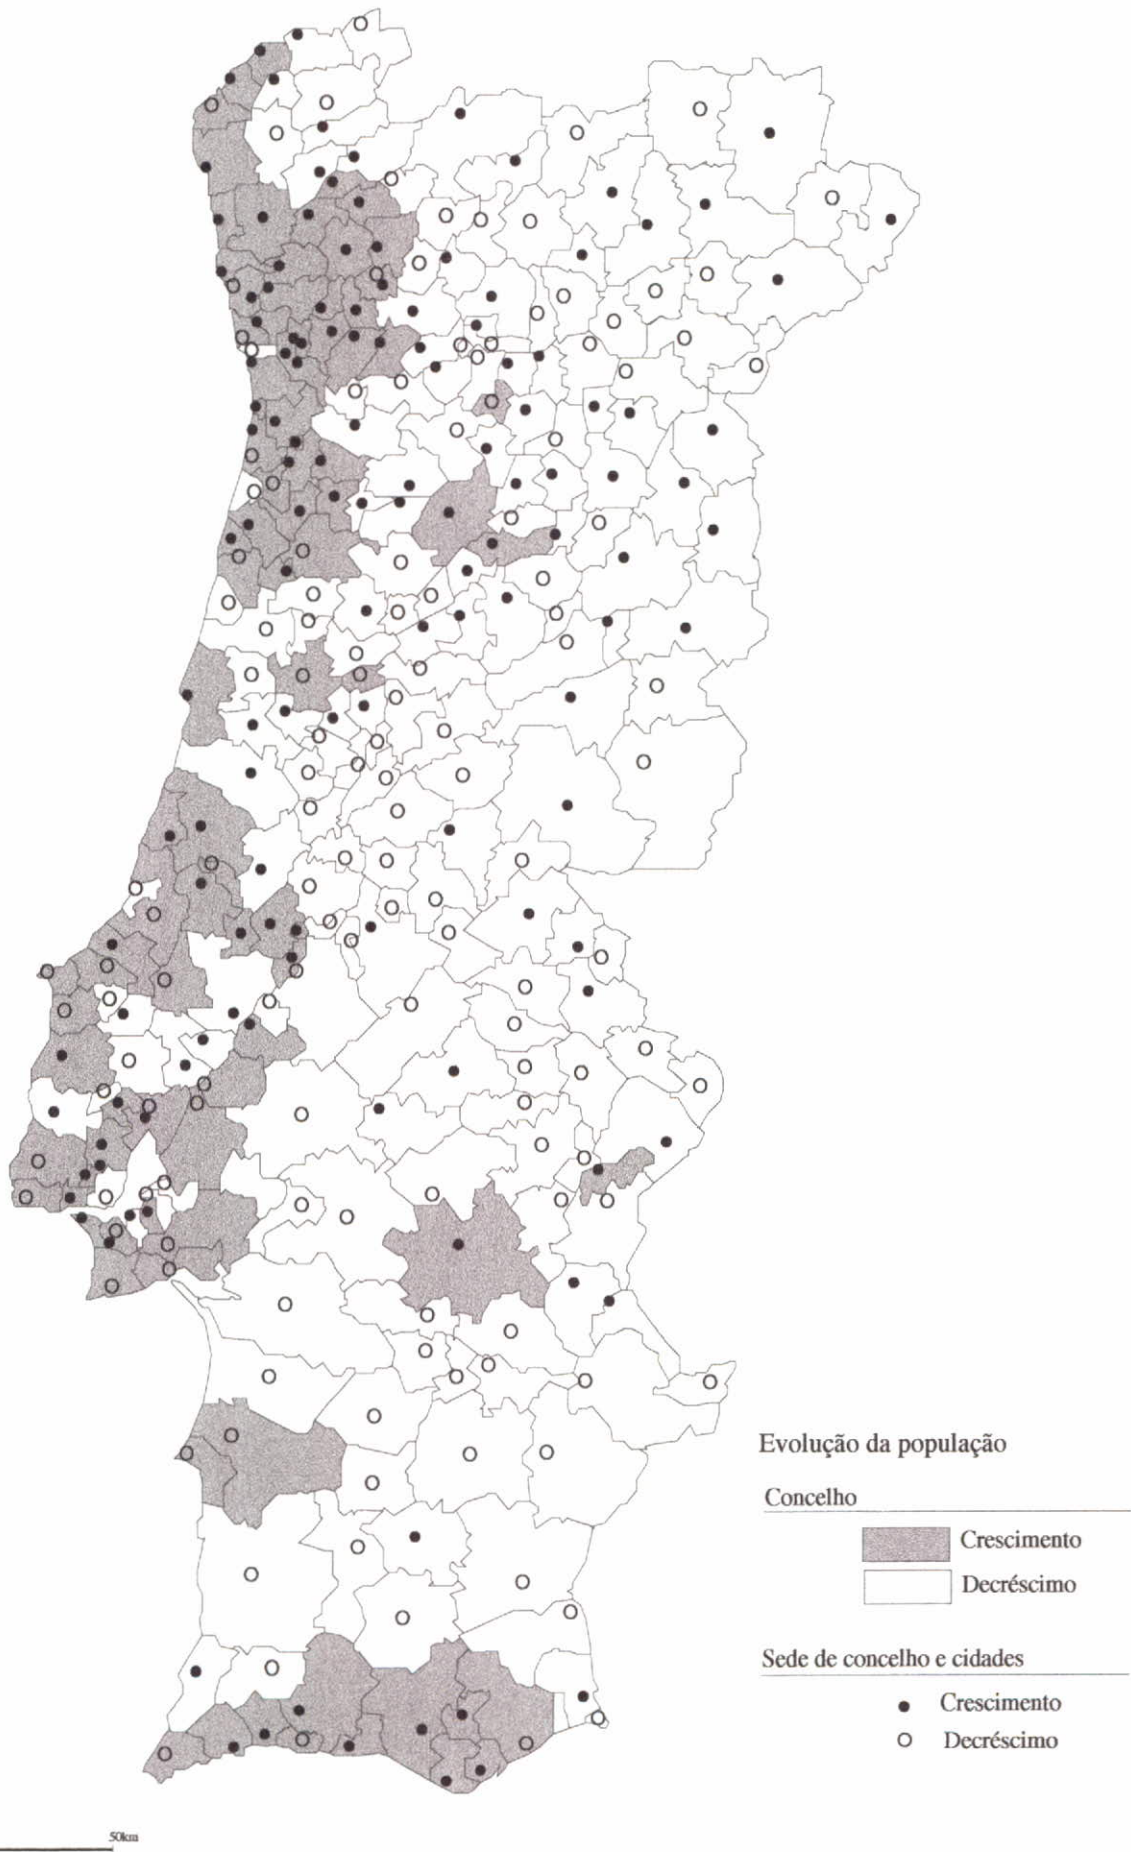 Evolução da população
Concelho
Crescimento
Decréscimo
Sede de concelho e cidades
Crescimento
Decréscimo
50km